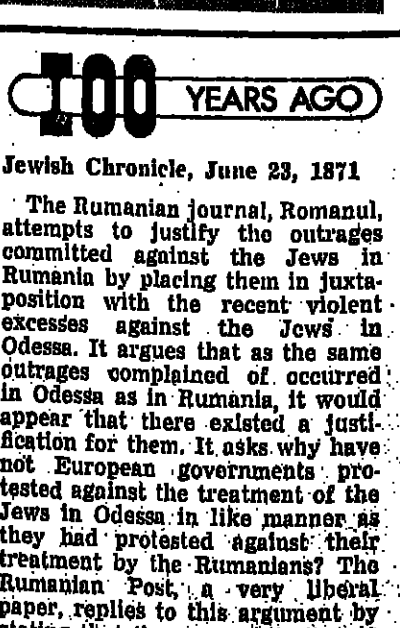 100 YEARS AGO
Jewish Chronicle, June 23, 1871
The Rumanian journal, Romanul,
attempts to justify the outrages
committed against the Jews in
Rumania by placing them in juxta-
position with the recent violent
excesses against the Jews in
Odessa. It argues that as the same
outrages complained of occurred
in Odessa as in Rumania, it would
appear that there existed a justi-
fication for them. It asks why have
not European governments pro-
tested against the treatment of the
Jews in Odessa in like manner as
they had protested against their
treatment by the Rumanians? The
Rumanian Post, a very liberal
paper, replies to this argument by